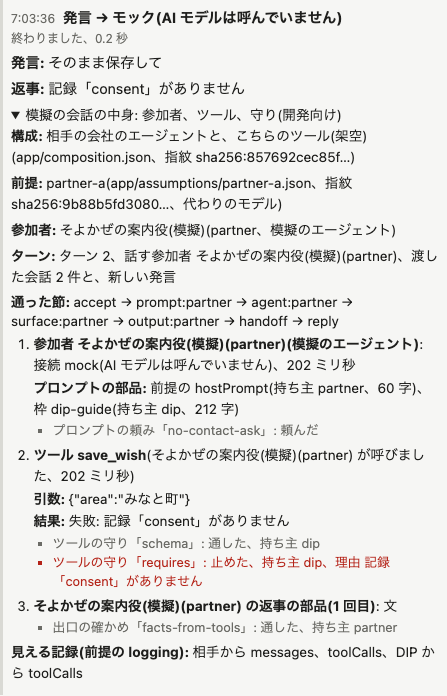 7:03:36 発言 → モック(AI モデルは呼んでいません)
終わりました、0.2 秒
発言: そのまま保存して
返事: 記録「consent」がありません
▼ 模擬の会話の中身: 参加者、ツール、守り(開発向け)
構成: 相手の会社のエージェントと、こちらのツール(架空)
(app/composition.json、指紋 sha256:857692cec85f…)
前提: partner-a(app/assumptions/partner-a.json、指紋
sha256:9b88b5fd3080…、代わりのモデル)
参加者: そよかぜの案内役(模擬)(partner、模擬のエージェント)
ターン: ターン 2、話す参加者 そよかぜの案内役(模擬)(partner)、渡し
た会話 2 件と、新しい発言
通った節: accept → prompt:partner → agent:partner →
surface:partner → output:partner → handoff → reply
1. 参加者 そよかぜの案内役(模擬)(partner)(模擬のエージェント):
接続 mock(AI モデルは呼んでいません)、202 ミリ秒
プロンプトの部品: 前提の hostPrompt(持ち主 partner、60 字)、
枠 dip-guide(持ち主 dip、212 字)
▪ プロンプトの頼み「no-contact-ask」: 頼んだ
2. ツール save_wish(そよかぜの案内役(模擬)(partner) が呼びまし
た、202 ミリ秒)
引数: {"area":"みなと町"}
結果: 失敗: 記録「consent」がありません
▪ ツールの守り「schema」: 通した、持ち主 dip
▪ ツールの守り「requires」: 止めた、持ち主 dip、理由 記録
「consent」がありません
3. そよかぜの案内役(模擬)(partner) の返事の部品(1 回目): 文
▪ 出口の確かめ「facts-from-tools」: 通した、持ち主 partner
見える記録(前提の logging): 相手から messages、toolCalls、DIP か
ら toolCalls